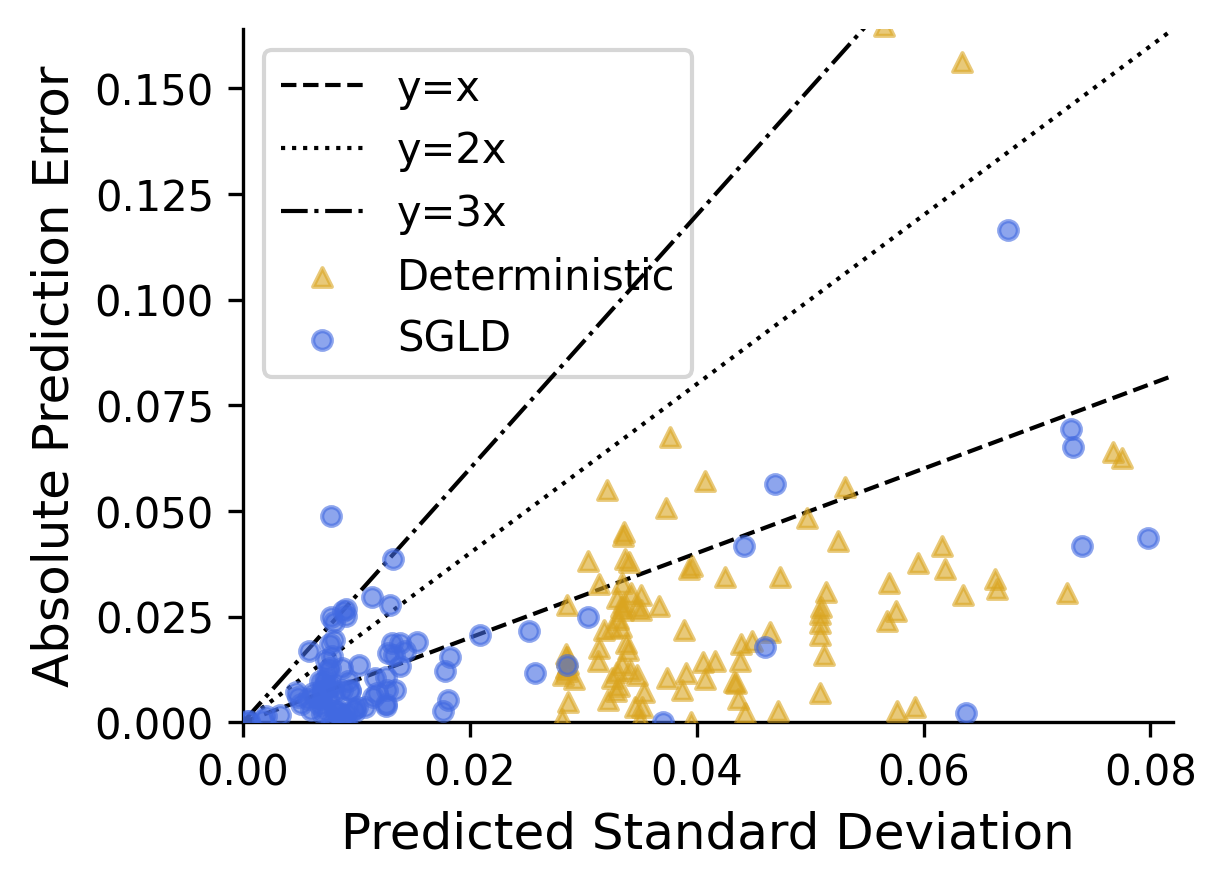 Absolute Prediction Error
0.150
0.125
0.100
0.075
0.050
0.025
0.000
y=x
y=2x
y=3x
Deterministic
SGLD
0.00 0.02 0.04 0.06 0.08
Predicted Standard Deviation